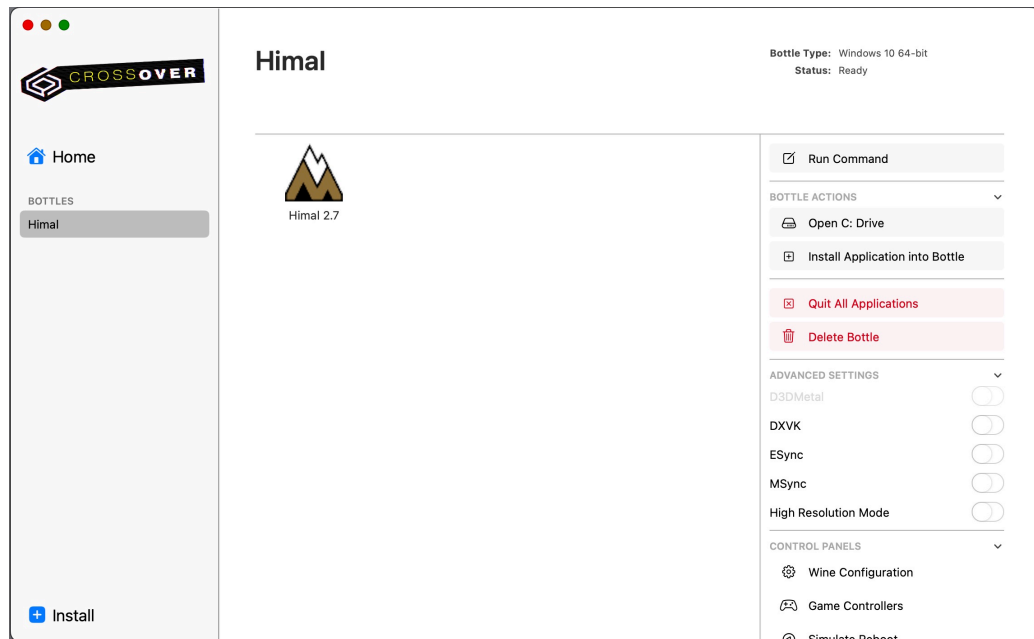 CROSSOVER
Home
BOTTLES
Himal
Install
Himal
Bottle Type: Windows 10 64-bit
Status: Ready
Himal 2.7
Run Command
BOTTLE ACTIONS
Open C: Drive
Install Application into Bottle
Quit All Applications
Delete Bottle
ADVANCED SETTINGS
D3DMetal
DXVK
ESync
MSync
High Resolution Mode
CONTROL PANELS
Wine Configuration
Game Controllers
Simulate Reboot